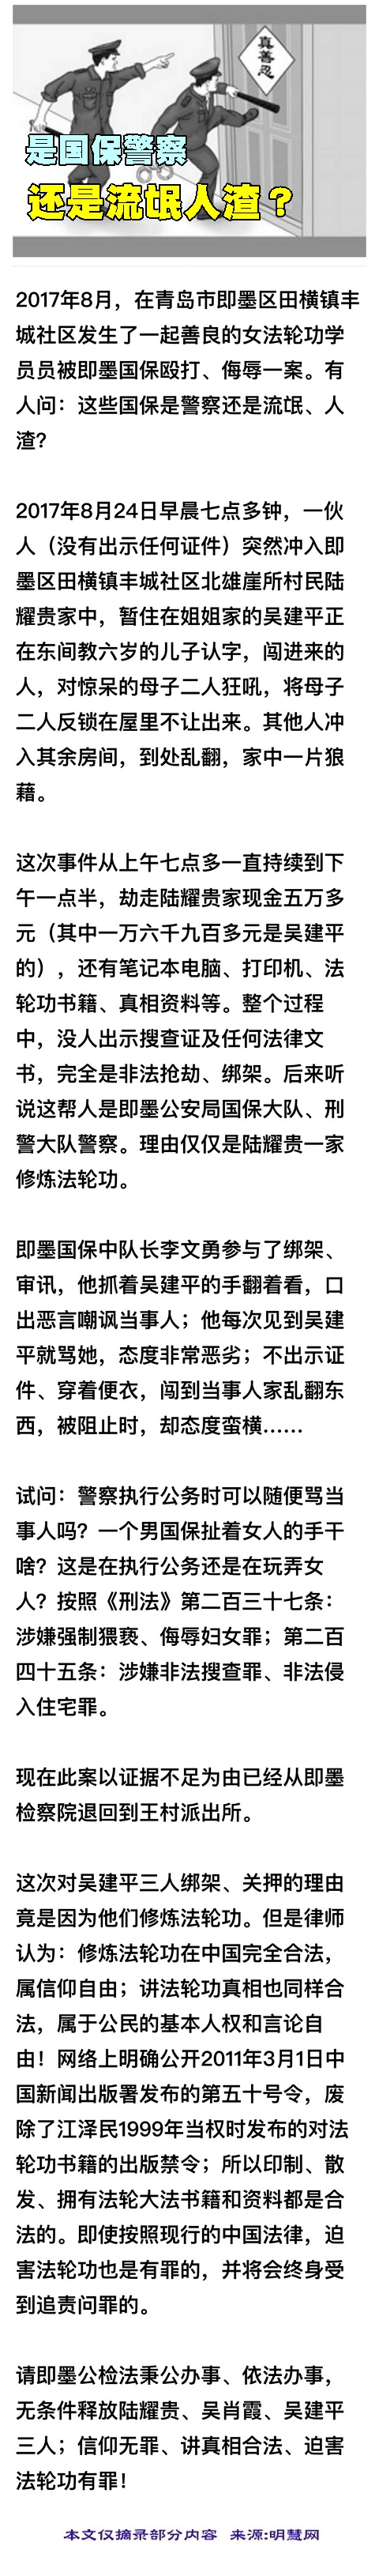 真善忍
是国保警察
还是流氓人渣？
2017年8月，在青岛市即墨区田横镇丰
城社区发生了一起善良的女法轮功学
员员被即墨国保殴打、侮辱一案。有
人问：这些国保是警察还是流氓、人
渣？
2017年8月24日早晨七点多钟，一伙
人（没有出示任何证件）突然冲入即
墨区田横镇丰城社区北雄崖所村民陆
耀贵家中，暂住在姐姐家的吴建平正
在东间教六岁的儿子认字，闯进来的
人，对惊呆的母子二人狂吼，将母子
二人反锁在屋里不让出来。其他人冲
入其余房间，到处乱翻，家中一片狼
藉。
这次事件从上午七点多一直持续到下
午一点半，劫走陆耀贵家现金五万多
元（其中一万六千九百多元是吴建平
的），还有笔记本电脑、打印机、法
轮功书籍、真相资料等。整个过程
中，没人出示搜查证及任何法律文
书，完全是非法抢劫、绑架。后来听
说这帮人是即墨公安局国保大队、刑
警大队警察。理由仅仅是陆耀贵一家
修炼法轮功。
即墨国保中队长李文勇参与了绑架、
审讯，他抓着吴建平的手翻着看，口
出恶言嘲讽当事人；他每次见到吴建
平就骂她，态度非常恶劣；不出示证
件、穿着便衣，闯到当事人家乱翻东
西，被阻止时，却态度蛮横……
试问：警察执行公务时可以随便骂当
事人吗？一个男国保扯着女人的手干
啥？这是在执行公务还是在玩弄女
人？按照《刑法》第二百三十七条：
涉嫌强制猥亵、侮辱妇女罪；第二百
四十五条：涉嫌非法搜查罪、非法侵
入住宅罪。
现在此案以证据不足为由已经从即墨
检察院退回到王村派出所。
这次对吴建平三人绑架、关押的理由
竟是因为他们修炼法轮功。但是律师
认为：修炼法轮功在中国完全合法，
属信仰自由；讲法轮功真相也同样合
法，属于公民的基本人权和言论自
由！网络上明确公开2011年3月1日中
国新闻出版署发布的第五十号令，废
除了江泽民1999年当权时发布的对法
轮功书籍的出版禁令；所以印制、散
发、拥有法轮大法书籍和资料都是合
法的。即使按照现行的中国法律，迫
害法轮功也是有罪的，并将会终身受
到追责问罪的。
请即墨公检法秉公办事、依法办事，
无条件释放陆耀贵、吴肖霞、吴建平
三人；信仰无罪、讲真相合法、迫害
法轮功有罪！
本文仅摘录部分内容 来源:明慧网